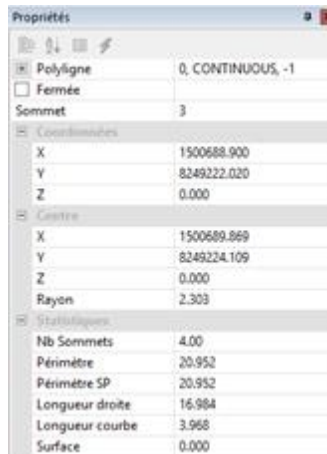 Propriétés
Polyligne 0, CONTINUOUS, -1
Fermée
Sommet 3
Coordonnées
X 1500688.900
Y 8249222.020
Z 0.000
Centre
X 1500689.869
Y 8249224.109
Z 0.000
Rayon 2.303
Statistiques
Nb Sommets 4.00
Périmètre 20.952
Périmètre SP 20.952
Longueur droite 16.984
Longueur courbe 3.968
Surface 0.000